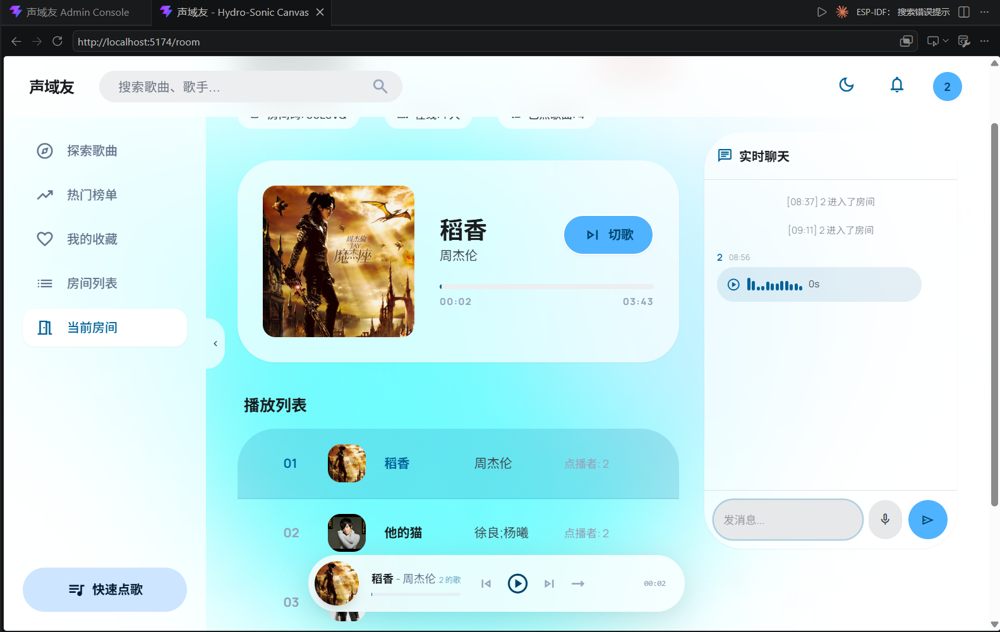 声域友 Admin Console
声域友 - Hydro-Sonic Canvas
ESP-IDF: 搜索错误提示
http://localhost:5174/room
声域友
搜索歌曲、歌手...
2
探索歌曲
热门榜单
我的收藏
房间列表
当前房间
快速点歌
周杰倫
JAY
魔杰座
稻香
周杰伦
切歌
00:02
03:43
播放列表
01
稻香
周杰伦
点播者: 2
02
他的猫
徐良;杨曦
点播者: 2
03
稻香 - 周杰伦 2 的歌
00:02
实时聊天
[08:37] 2 进入了房间
[09:11] 2 进入了房间
2 08:56
0s
发消息...